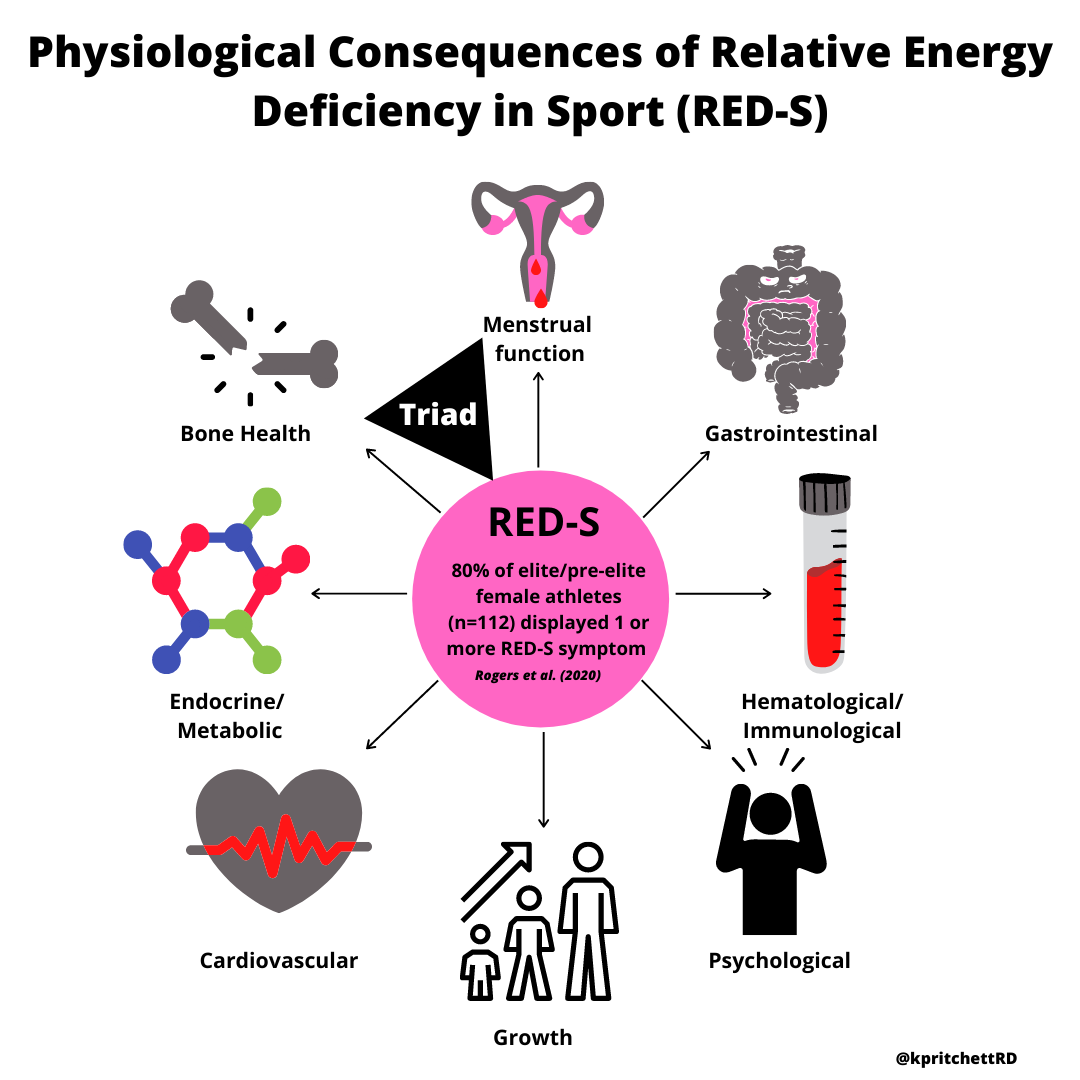 Physiological Consequences of Relative Energy
Deficiency in Sport (RED-S)
Menstrual
function
Triad
Bone Health
Gastrointestinal
RED-S
80% of elite/pre-elite
female athletes
(n=112) displayed 1 or
more RED-S symptom
Rogers et al. (2020)
Endocrine/
Metabolic
Hematological/
Immunological
Cardiovascular
Psychological
Growth
@kpritchettRD